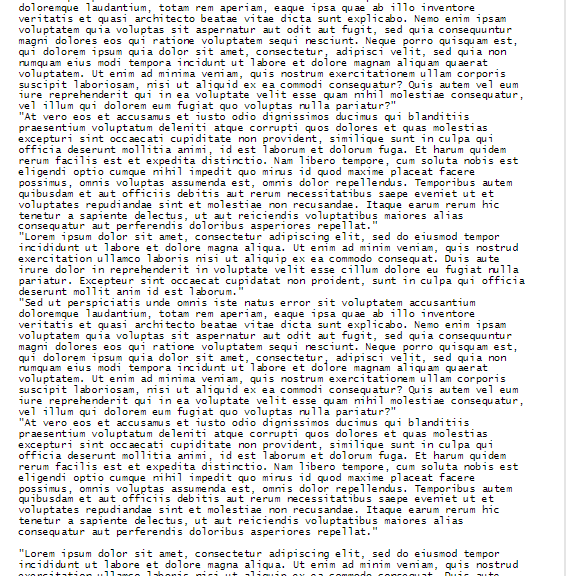 doloremque laudantium, totam rem aperiam, eaque ipsa quae ab illo inventore
veritatis et quasi architecto beatae vitae dicta sunt explicabo. Nemo enim ipsam
voluptatem quia voluptas sit aspernatur aut odit aut fugit, sed quia consequuntur
magni dolores eos qui ratione voluptatem sequi nesciunt. Neque porro quisquam est,
qui dolorem ipsum quia dolor sit amet, consectetur, adipisci velit, sed quia non
numquam eius modi tempora incidunt ut labore et dolore magnam aliquam quaerat
voluptatem. Ut enim ad minima veniam, quis nostrum exercitationem ullam corporis
suscipit laboriosam, nisi ut aliquid ex ea commodi consequatur? Quis autem vel eum
iure reprehenderit qui in ea voluptate velit esse quam nihil molestiae consequatur,
vel illum qui dolorem eum fugiat quo voluptas nulla pariatur?"
"At vero eos et accusamus et iusto odio dignissimos ducimus qui blanditiis
praesentium voluptatum deleniti atque corrupti quos dolores et quas molestias
excepturi sint occaecati cupiditate non provident, similique sunt in culpa qui
officia deserunt mollitia animi, id est laborum et dolorum fuga. Et harum quidem
rerum facilis est et expedita distinctio. Nam libero tempore, cum soluta nobis est
eligendi optio cumque nihil impedit quo minus id quod maxime placeat facere
possimus, omnis voluptas assumenda est, omnis dolor repellendus. Temporibus autem
quibusdam et aut officiis debitis aut rerum necessitatibus saepe eveniet ut et
voluptates repudiandae sint et molestiae non recusandae. Itaque earum rerum hic
tenetur a sapiente delectus, ut aut reiciendis voluptatibus maiores alias
consequatur aut perferendis doloribus asperiores repellat."
"Lorem ipsum dolor sit amet, consectetur adipiscing elit, sed do eiusmod tempor
incididunt ut labore et dolore magna aliqua. Ut enim ad minim veniam, quis nostrud
exercitation ullamco laboris nisi ut aliquip ex ea commodo consequat. Duis aute
irure dolor in reprehenderit in voluptate velit esse cillum dolore eu fugiat nulla
pariatur. Excepteur sint occaecat cupidatat non proident, sunt in culpa qui officia
deserunt mollit anim id est laborum."
"Sed ut perspiciatis unde omnis iste natus error sit voluptatem accusantium
doloremque laudantium, totam rem aperiam, eaque ipsa quae ab illo inventore
veritatis et quasi architecto beatae vitae dicta sunt explicabo. Nemo enim ipsam
voluptatem quia voluptas sit aspernatur aut odit aut fugit, sed quia consequuntur
magni dolores eos qui ratione voluptatem sequi nesciunt. Neque porro quisquam est,
qui dolorem ipsum quia dolor sit amet, consectetur, adipisci velit, sed quia non
numquam eius modi tempora incidunt ut labore et dolore magnam aliquam quaerat
voluptatem. Ut enim ad minima veniam, quis nostrum exercitationem ullam corporis
suscipit laboriosam, nisi ut aliquid ex ea commodi consequatur? Quis autem vel eum
iure reprehenderit qui in ea voluptate velit esse quam nihil molestiae consequatur,
vel illum qui dolorem eum fugiat quo voluptas nulla pariatur?"
"At vero eos et accusamus et iusto odio dignissimos ducimus qui blanditiis
praesentium voluptatum deleniti atque corrupti quos dolores et quas molestias
excepturi sint occaecati cupiditate non provident, similique sunt in culpa qui
officia deserunt mollitia animi, id est laborum et dolorum fuga. Et harum quidem
rerum facilis est et expedita distinctio. Nam libero tempore, cum soluta nobis est
eligendi optio cumque nihil impedit quo minus id quod maxime placeat facere
possimus, omnis voluptas assumenda est, omnis dolor repellendus. Temporibus autem
quibusdam et aut officiis debitis aut rerum necessitatibus saepe eveniet ut et
voluptates repudiandae sint et molestiae non recusandae. Itaque earum rerum hic
tenetur a sapiente delectus, ut aut reiciendis voluptatibus maiores alias
consequatur aut perferendis doloribus asperiores repellat."
"Lorem ipsum dolor sit amet, consectetur adipiscing elit, sed do eiusmod tempor
incididunt ut labore et dolore magna aliqua. Ut enim ad minim veniam, quis nostrud